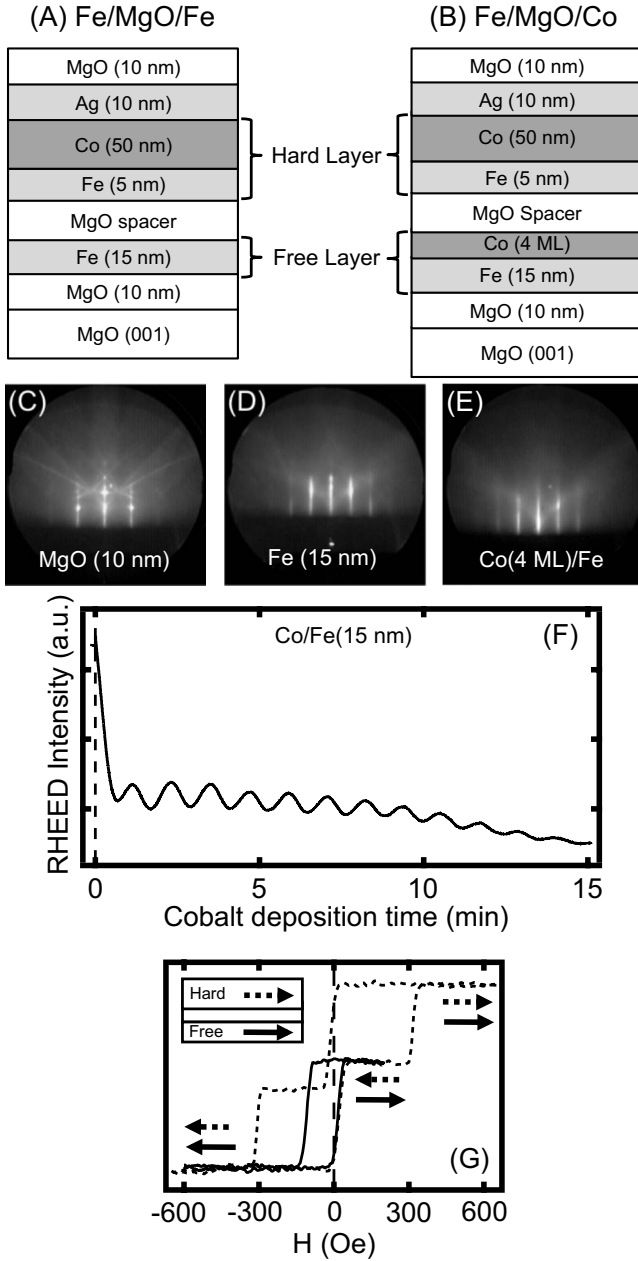 (A) Fe/MgO/Fe
(B) Fe/MgO/Co
MgO (10 nm)
Ag (10 nm)
Co (50 nm)
Fe (5 nm)
MgO spacer
Fe (15 nm)
MgO (10 nm)
MgO (001)
Hard Layer
Free Layer
MgO (10 nm)
Ag (10 nm)
Co (50 nm)
Fe (5 nm)
MgO Spacer
Co (4 ML)
Fe (15 nm)
MgO (10 nm)
MgO (001)
(C)
MgO (10 nm)
(D)
Fe (15 nm)
(E)
Co(4 ML)/Fe
Co/Fe(15 nm)
(F)
RHEED Intensity (a.u.)
0 5 10 15
Cobalt deposition time (min)
Hard
Free
(G)
-600 -300 0 300 600
H (Oe)